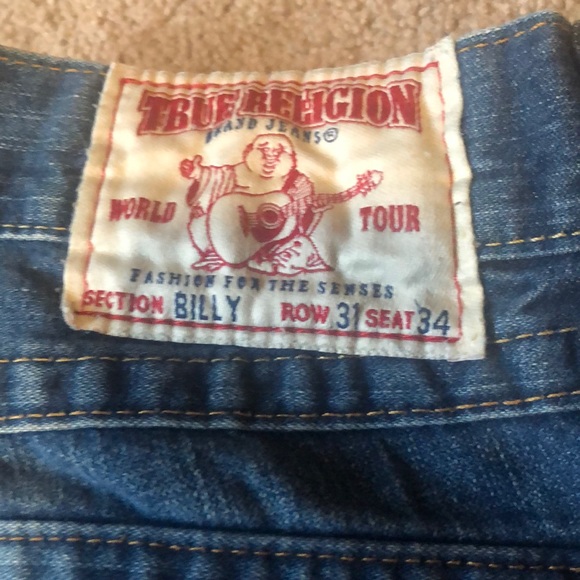 TRUE RELIGION
BRAND JEANS®
WORLD TOUR
FASHION FOR THE SENSES
SECTION BILLY ROW 31 SEAT 34